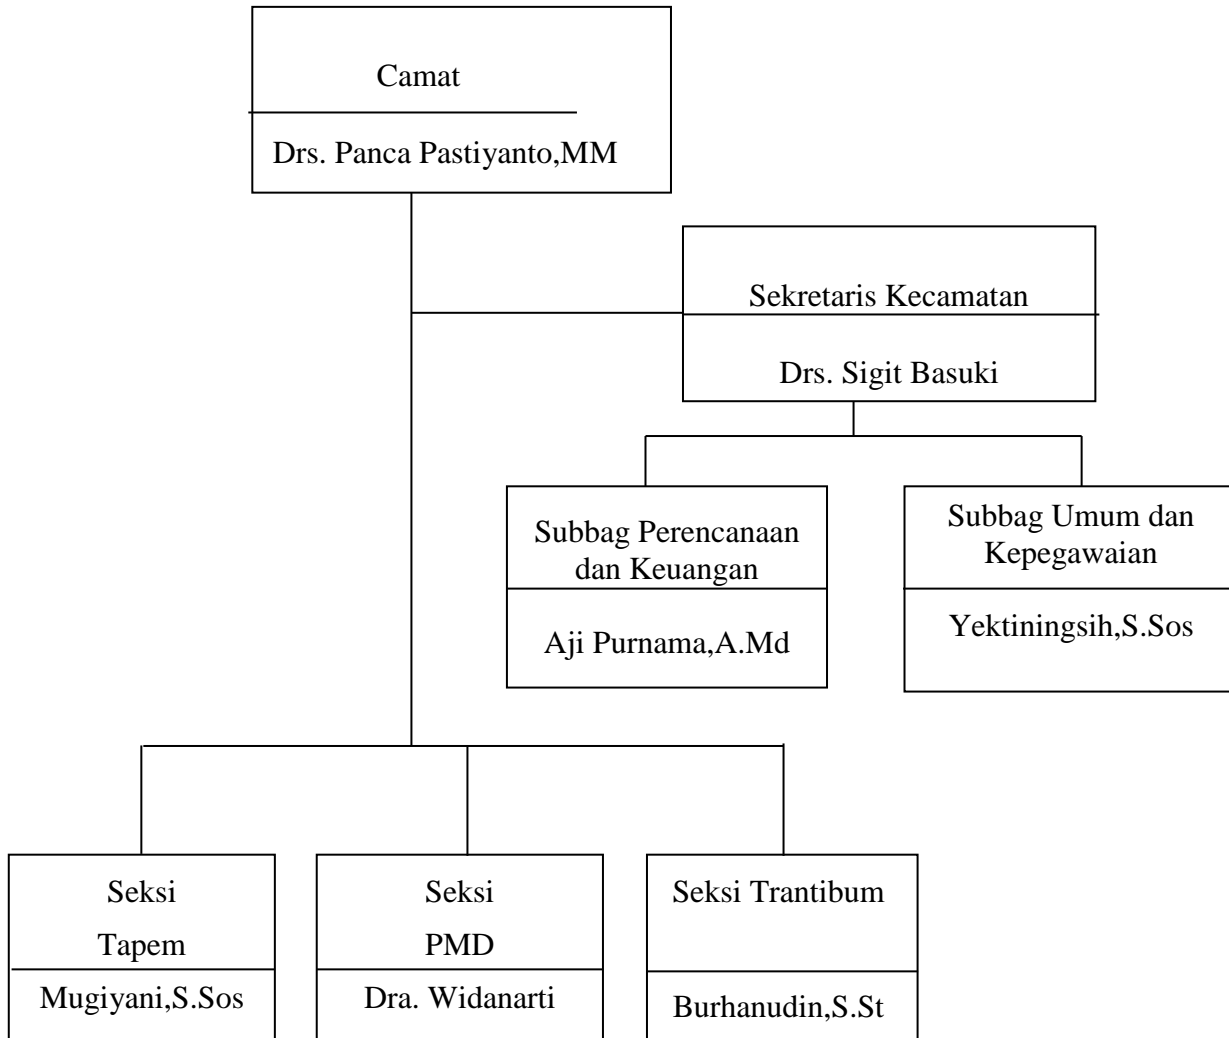 Camat
Drs. Panca Pastiyanto,MM
Sekretaris Kecamatan
Drs. Sigit Basuki
Subbag Perencanaan
dan Keuangan
Aji Purnama,A.Md
Subbag Umum dan
Kepegawaian
Yektiningsih,S.Sos
Seksi
Tapem
Mugiyani,S.Sos
Seksi
PMD
Dra. Widanarti
Seksi Trantibum
Burhanudin,S.St